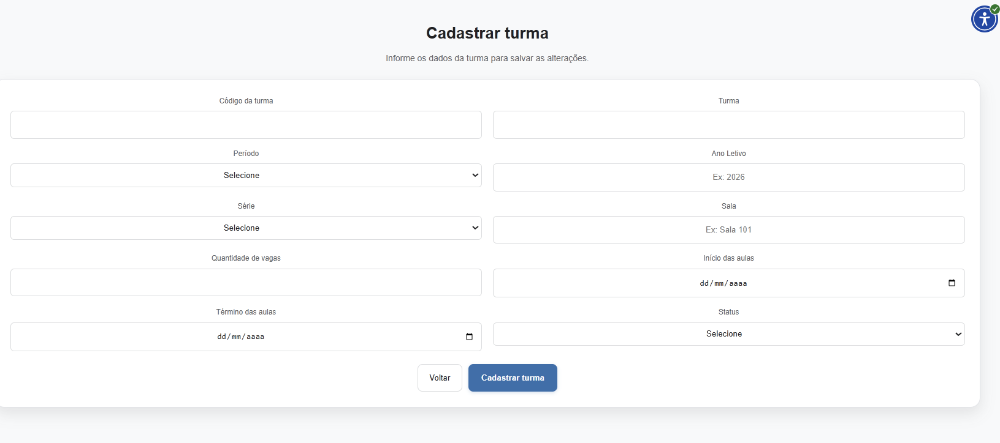 Cadastrar turma
Informe os dados da turma para salvar as alterações.
Código da turma
Turma
Período
Ano Letivo
Selecione
Ex: 2026
Série
Sala
Selecione
Ex: Sala 101
Quantidade de vagas
Início das aulas
dd/mm/aaaa
Término das aulas
Status
dd/mm/aaaa
Selecione
Voltar
Cadastrar turma